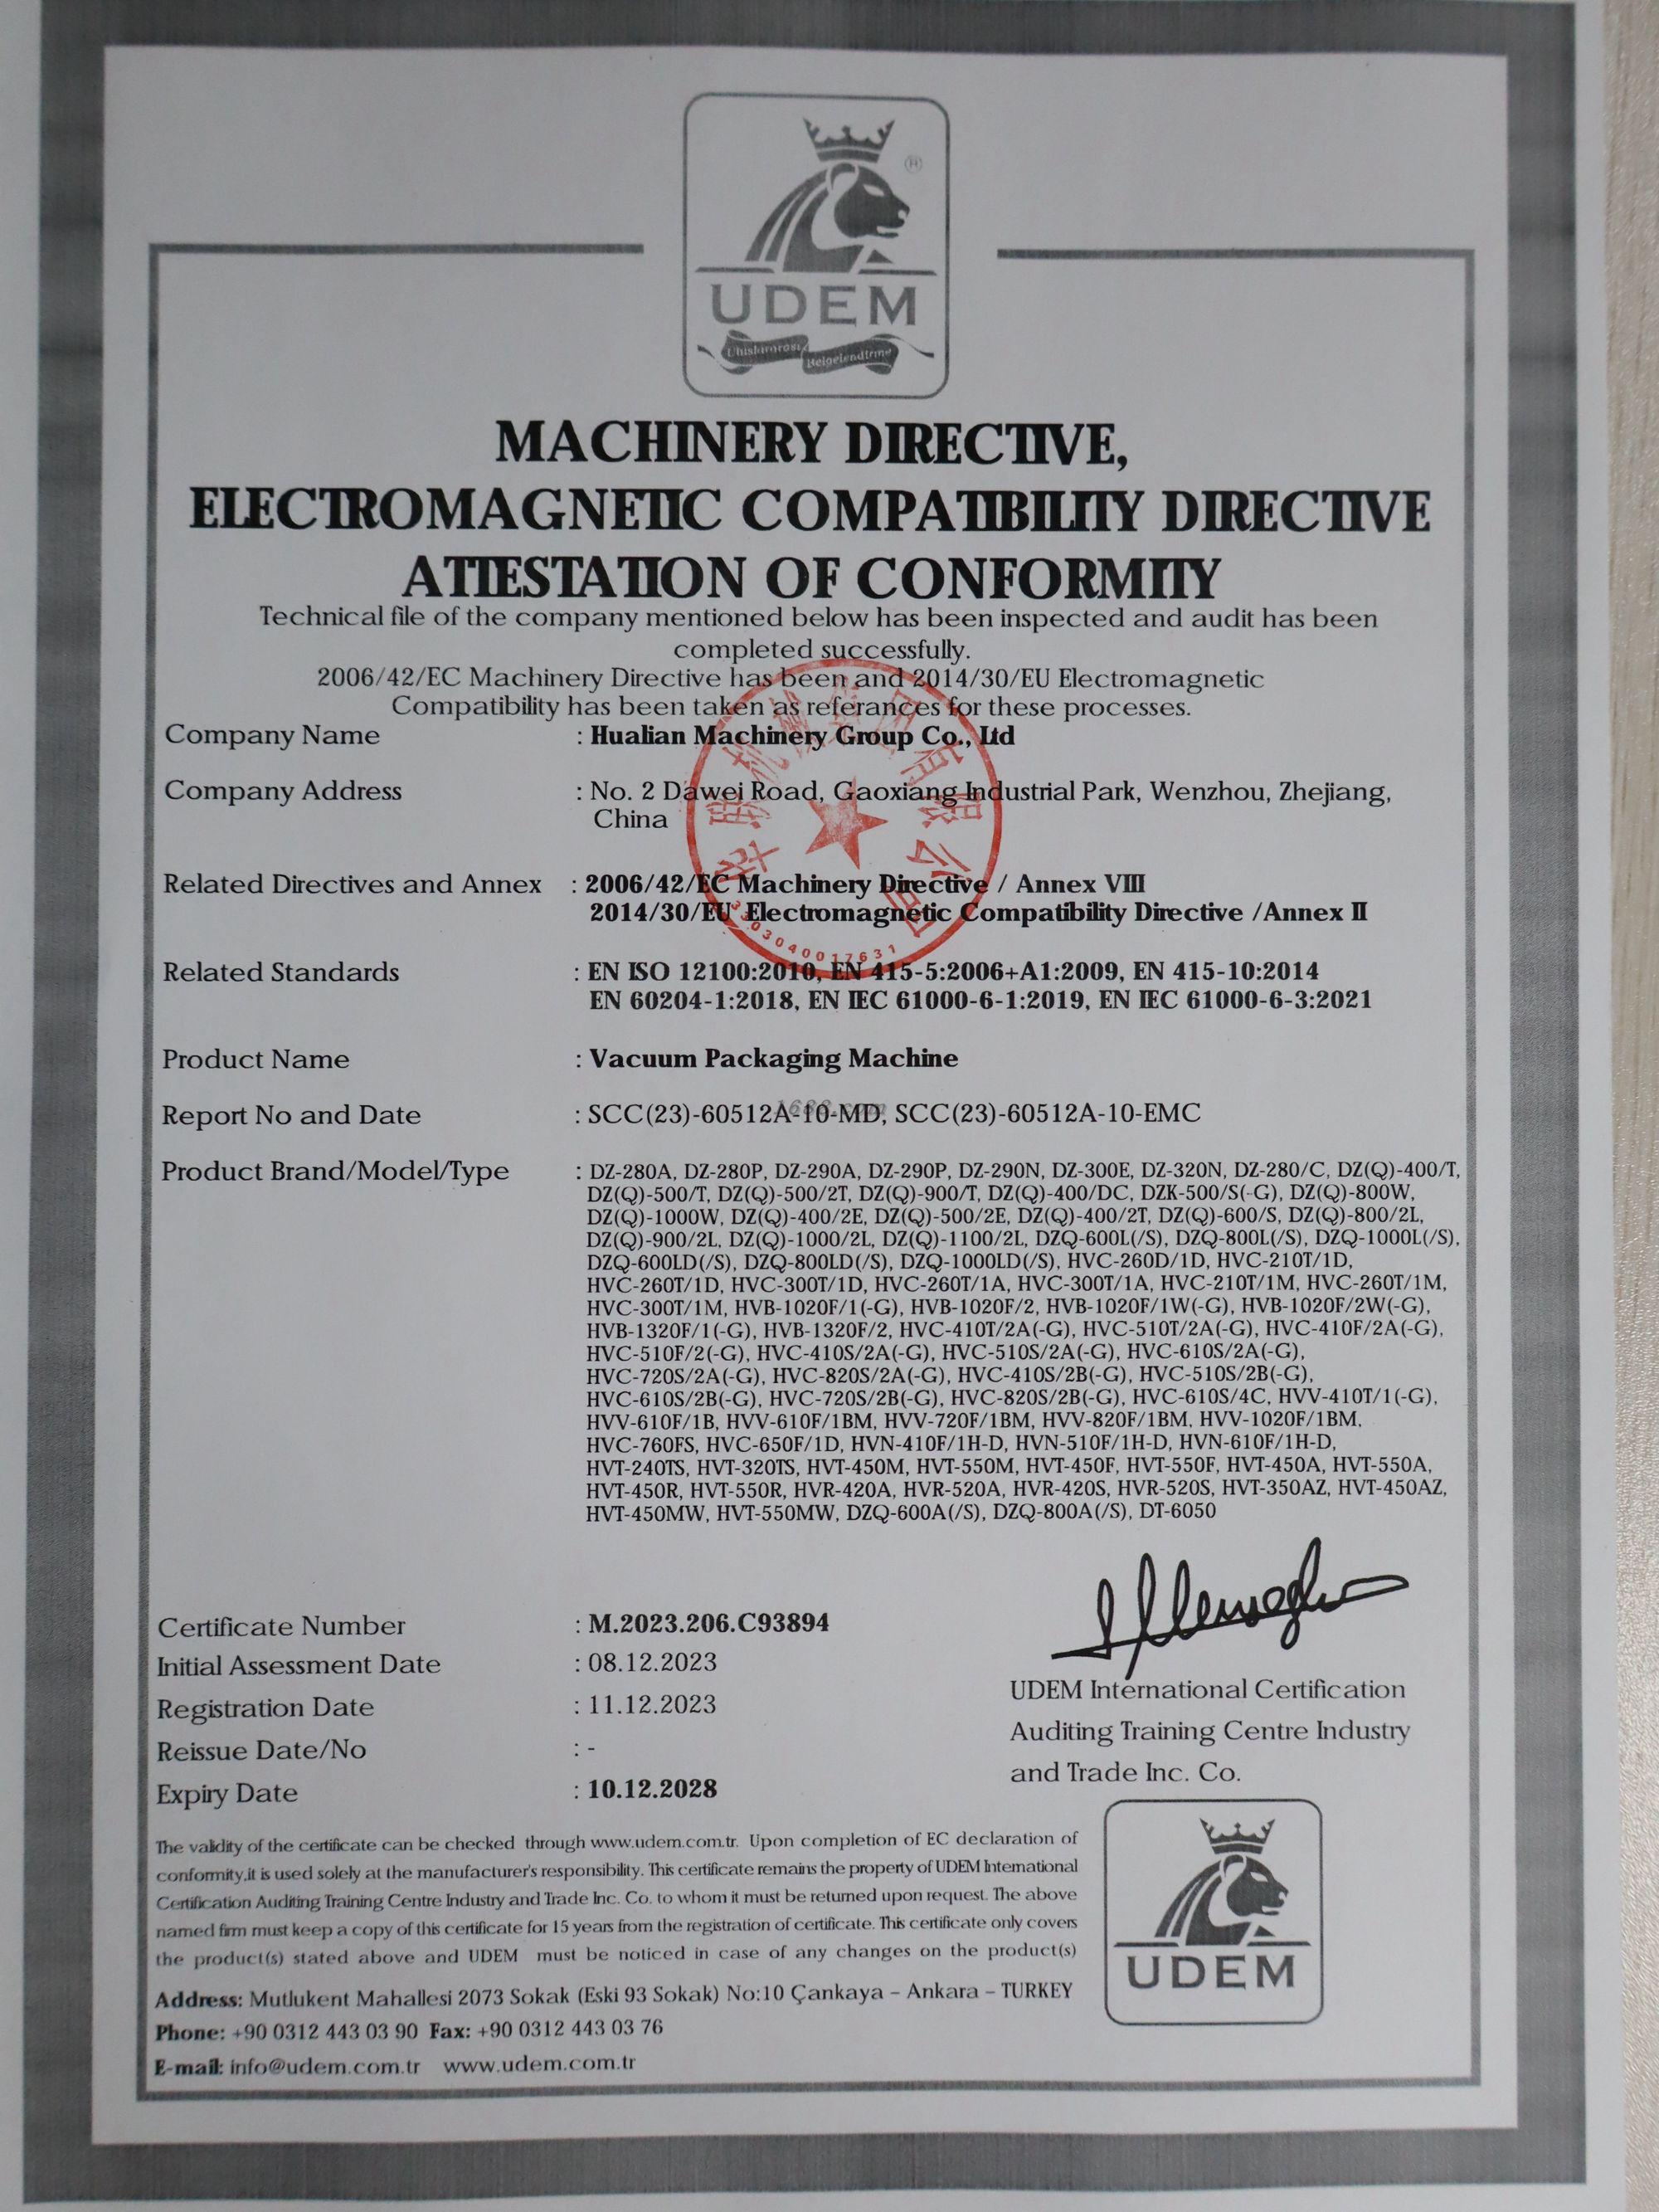 UDEM
MACHINERY DIRECTIVE,
ELECTROMAGNETIC COMPATIBILITY DIRECTIVE
ATTESTATION OF CONFORMITY
Technical file of the company mentioned below has been inspected and audit has been
completed successfully.
2006/42/EC Machinery Directive has been and 2014/30/EU Electromagnetic
Compatibility has been taken as referances for these processes.
Company Name : Hualian Machinery Group Co., Ltd
Company Address : No. 2 Dawei Road, Gaoxiang Industrial Park, Wenzhou, Zhejiang,
China
华联机械集团有限公司
3303040017631
Related Directives and Annex : 2006/42/EC Machinery Directive / Annex VIII
2014/30/EU Electromagnetic Compatibility Directive /Annex II
Related Standards : EN ISO 12100:2010, EN 415-5:2006+A1:2009, EN 415-10:2014
EN 60204-1:2018, EN IEC 61000-6-1:2019, EN IEC 61000-6-3:2021
Product Name : Vacuum Packaging Machine
1688.com
Report No and Date : SCC(23)-60512A-10-MD, SCC(23)-60512A-10-EMC
Product Brand/Model/Type : DZ-280A, DZ-280P, DZ-290A, DZ-290P, DZ-290N, DZ-300E, DZ-320N, DZ-280/C, DZ(Q)-400/T,
DZ(Q)-500/T, DZ(Q)-500/2T, DZ(Q)-900/T, DZ(Q)-400/DC, DZK-500/S(-G), DZ(Q)-800W,
DZ(Q)-1000W, DZ(Q)-400/2E, DZ(Q)-500/2E, DZ(Q)-400/2T, DZ(Q)-600/S, DZ(Q)-800/2L,
DZ(Q)-900/2L, DZ(Q)-1000/2L, DZ(Q)-1100/2L, DZQ-600L(/S), DZQ-800L(/S), DZQ-1000L(/S),
DZQ-600LD(/S), DZQ-800LD(/S), DZQ-1000LD(/S), HVC-260D/1D, HVC-210T/1D,
HVC-260T/1D, HVC-300T/1D, HVC-260T/1A, HVC-300T/1A, HVC-210T/1M, HVC-260T/1M,
HVC-300T/1M, HVB-1020F/1(-G), HVB-1020F/2, HVB-1020F/1W(-G), HVB-1020F/2W(-G),
HVB-1320F/1(-G), HVB-1320F/2, HVC-410T/2A(-G), HVC-510T/2A(-G), HVC-410F/2A(-G),
HVC-510F/2(-G), HVC-410S/2A(-G), HVC-510S/2A(-G), HVC-610S/2A(-G),
HVC-720S/2A(-G), HVC-820S/2A(-G), HVC-410S/2B(-G), HVC-510S/2B(-G),
HVC-610S/2B(-G), HVC-720S/2B(-G), HVC-820S/2B(-G), HVC-610S/4C, HVV-410T/1(-G),
HVV-610F/1B, HVV-610F/1BM, HVV-720F/1BM, HVV-820F/1BM, HVV-1020F/1BM,
HVC-760FS, HVC-650F/1D, HVN-410F/1H-D, HVN-510F/1H-D, HVN-610F/1H-D,
HVT-240TS, HVT-320TS, HVT-450M, HVT-550M, HVT-450F, HVT-550F, HVT-450A, HVT-550A,
HVT-450R, HVT-550R, HVR-420A, HVR-520A, HVR-420S, HVR-520S, HVT-350AZ, HVT-450AZ,
HVT-450MW, HVT-550MW, DZQ-600A(/S), DZQ-800A(/S), DT-6050
Certificate Number : M.2023.206.C93894
Initial Assessment Date : 08.12.2023
Registration Date : 11.12.2023
Reissue Date/No : -
Expiry Date : 10.12.2028
UDEM International Certification
Auditing Training Centre Industry
and Trade Inc. Co.
The validity of the certificate can be checked through www.udem.com.tr. Upon completion of EC declaration of
conformity,it is used solely at the manufacturer's responsibility. This certificate remains the property of UDEM International
Certification Auditing Training Centre Industry and Trade Inc. Co. to whom it must be returned upon request. The above
named firm must keep a copy of this certificate for 15 years from the registration of certificate. This certificate only covers
the product(s) stated above and UDEM must be noticed in case of any changes on the product(s)
Address: Mutlukent Mahallesi 2073 Sokak (Eski 93 Sokak) No:10 Çankaya – Ankara – TURKEY
Phone: +90 0312 443 03 90 Fax: +90 0312 443 03 76
E-mail: info@udem.com.tr www.udem.com.tr
UDEM